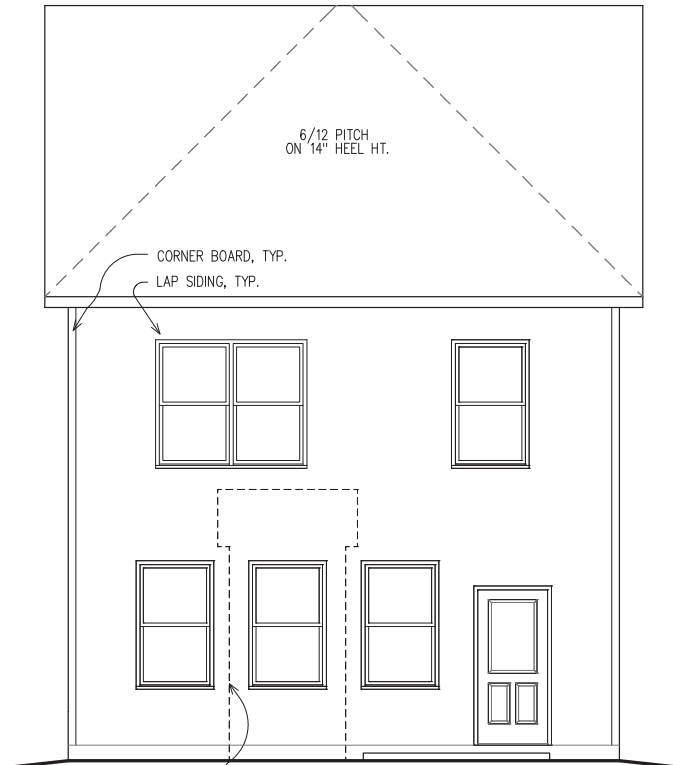 6/12 PITCH
ON 14" HEEL HT.
CORNER BOARD, TYP.
LAP SIDING, TYP.